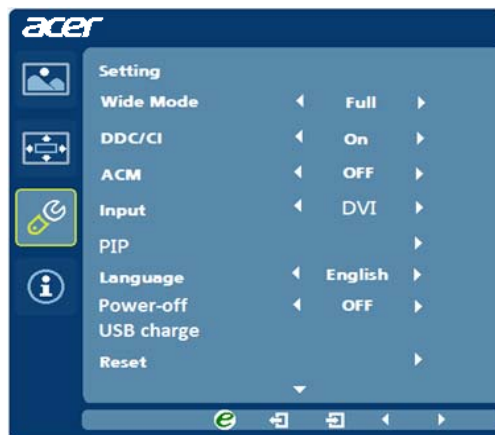 acer
Setting
Wide Mode Full
DDC/CI On
ACM OFF
Input DVI
PIP
Language English
Power-off OFF
USB charge
Reset
e